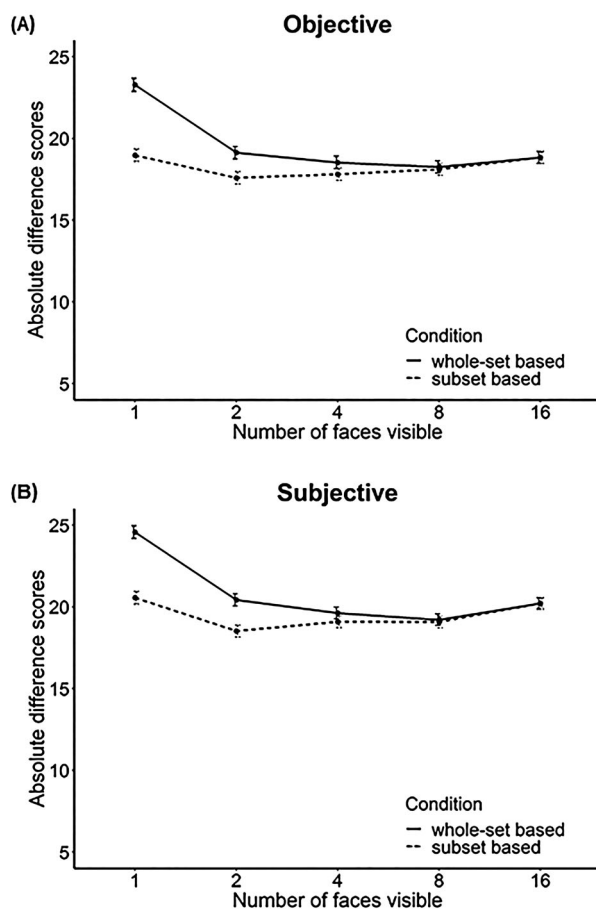 (A)
Objective
25
20
15
10
5
Absolute difference scores
Condition
whole-set based
subset based
1 2 4 8 16
Number of faces visible
(B)
Subjective
25
20
15
10
5
Absolute difference scores
Condition
whole-set based
subset based
1 2 4 8 16
Number of faces visible